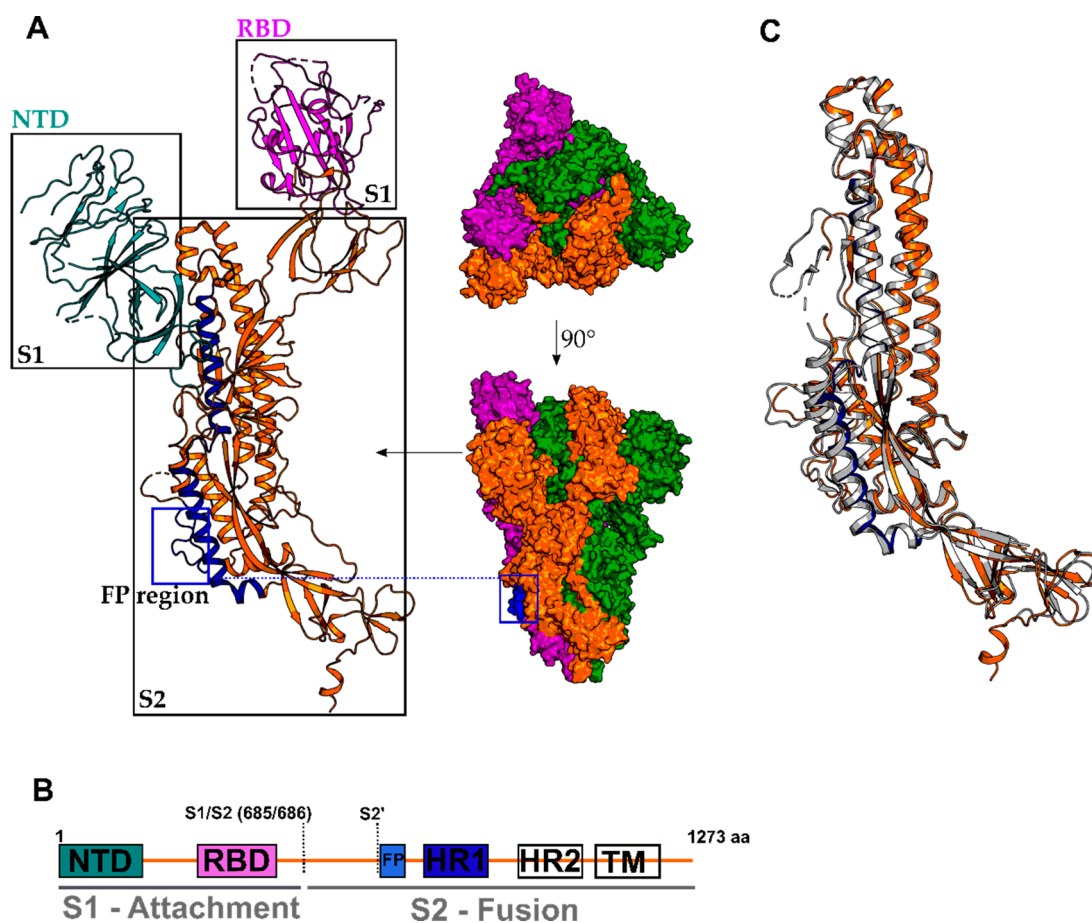 A
RBD
C
NTD
S1
S1
90°
FP region
S2
B
S1/S2 (685/686)
S2'
1
1273 aa
NTD
RBD
FP
HR1
HR2
TM
S1 - Attachment
S2 - Fusion